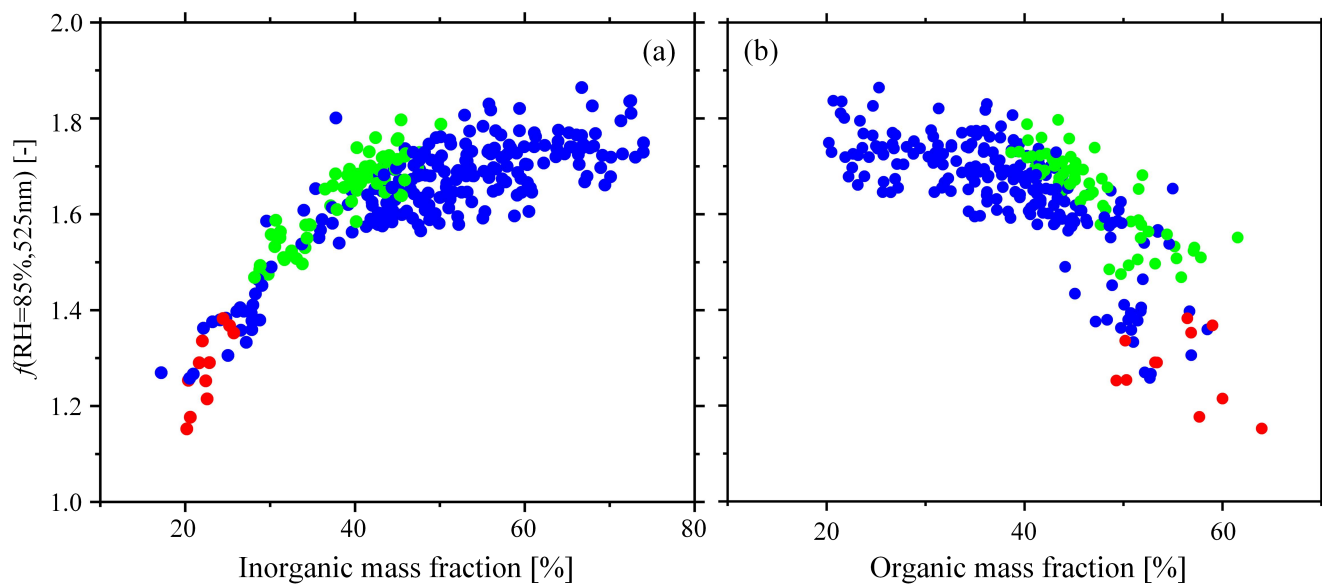 2.0
1.8
1.6
1.4
1.2
1.0
f(RH=85%,525nm) [-]
(a)
20
40
60
80
Inorganic mass fraction [%]
(b)
20
40
60
Organic mass fraction [%]